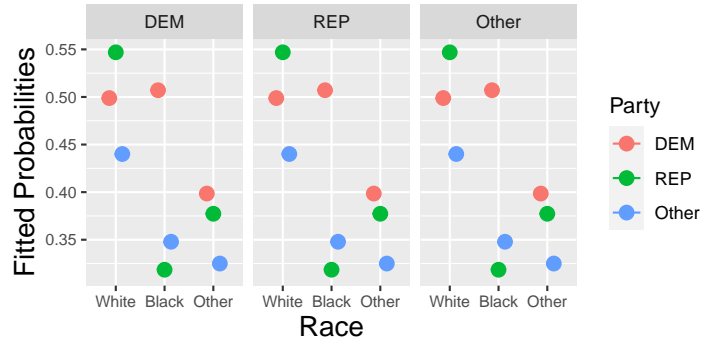 DEM REP Other
Fitted Probabilities
0.55
0.50
0.45
0.40
0.35
White Black Other White Black Other White Black Other
Race
Party
DEM
REP
Other